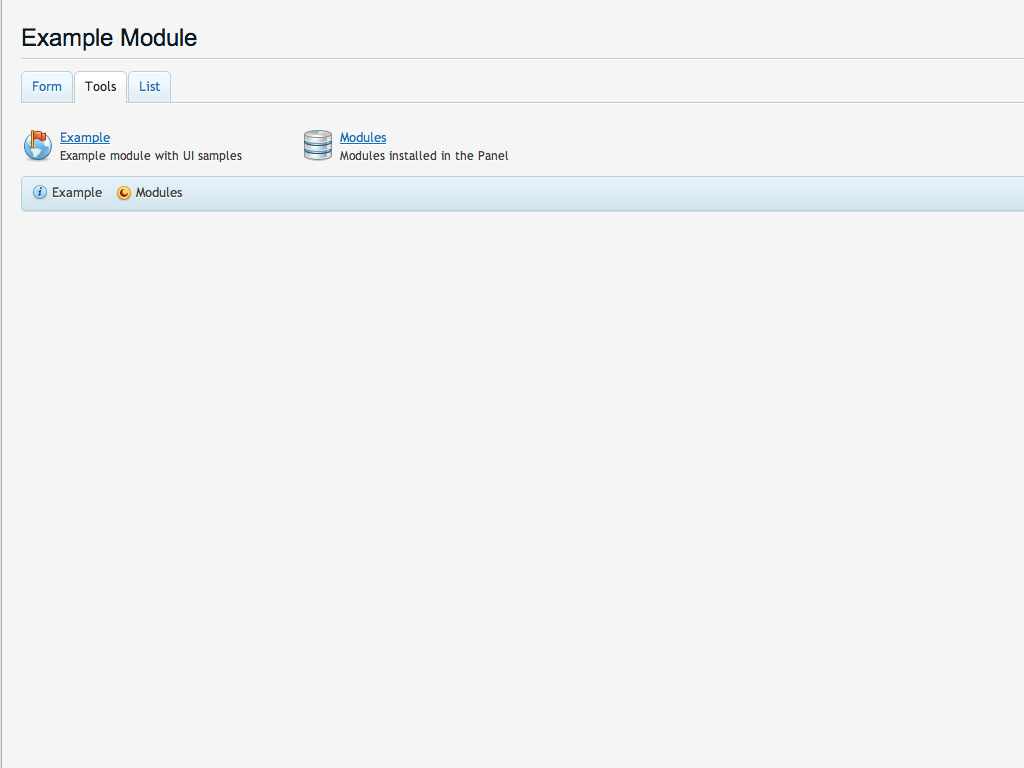 Example Module
Form Tools List
Example Modules
Example module with UI samples Modules installed in the Panel
Example Modules